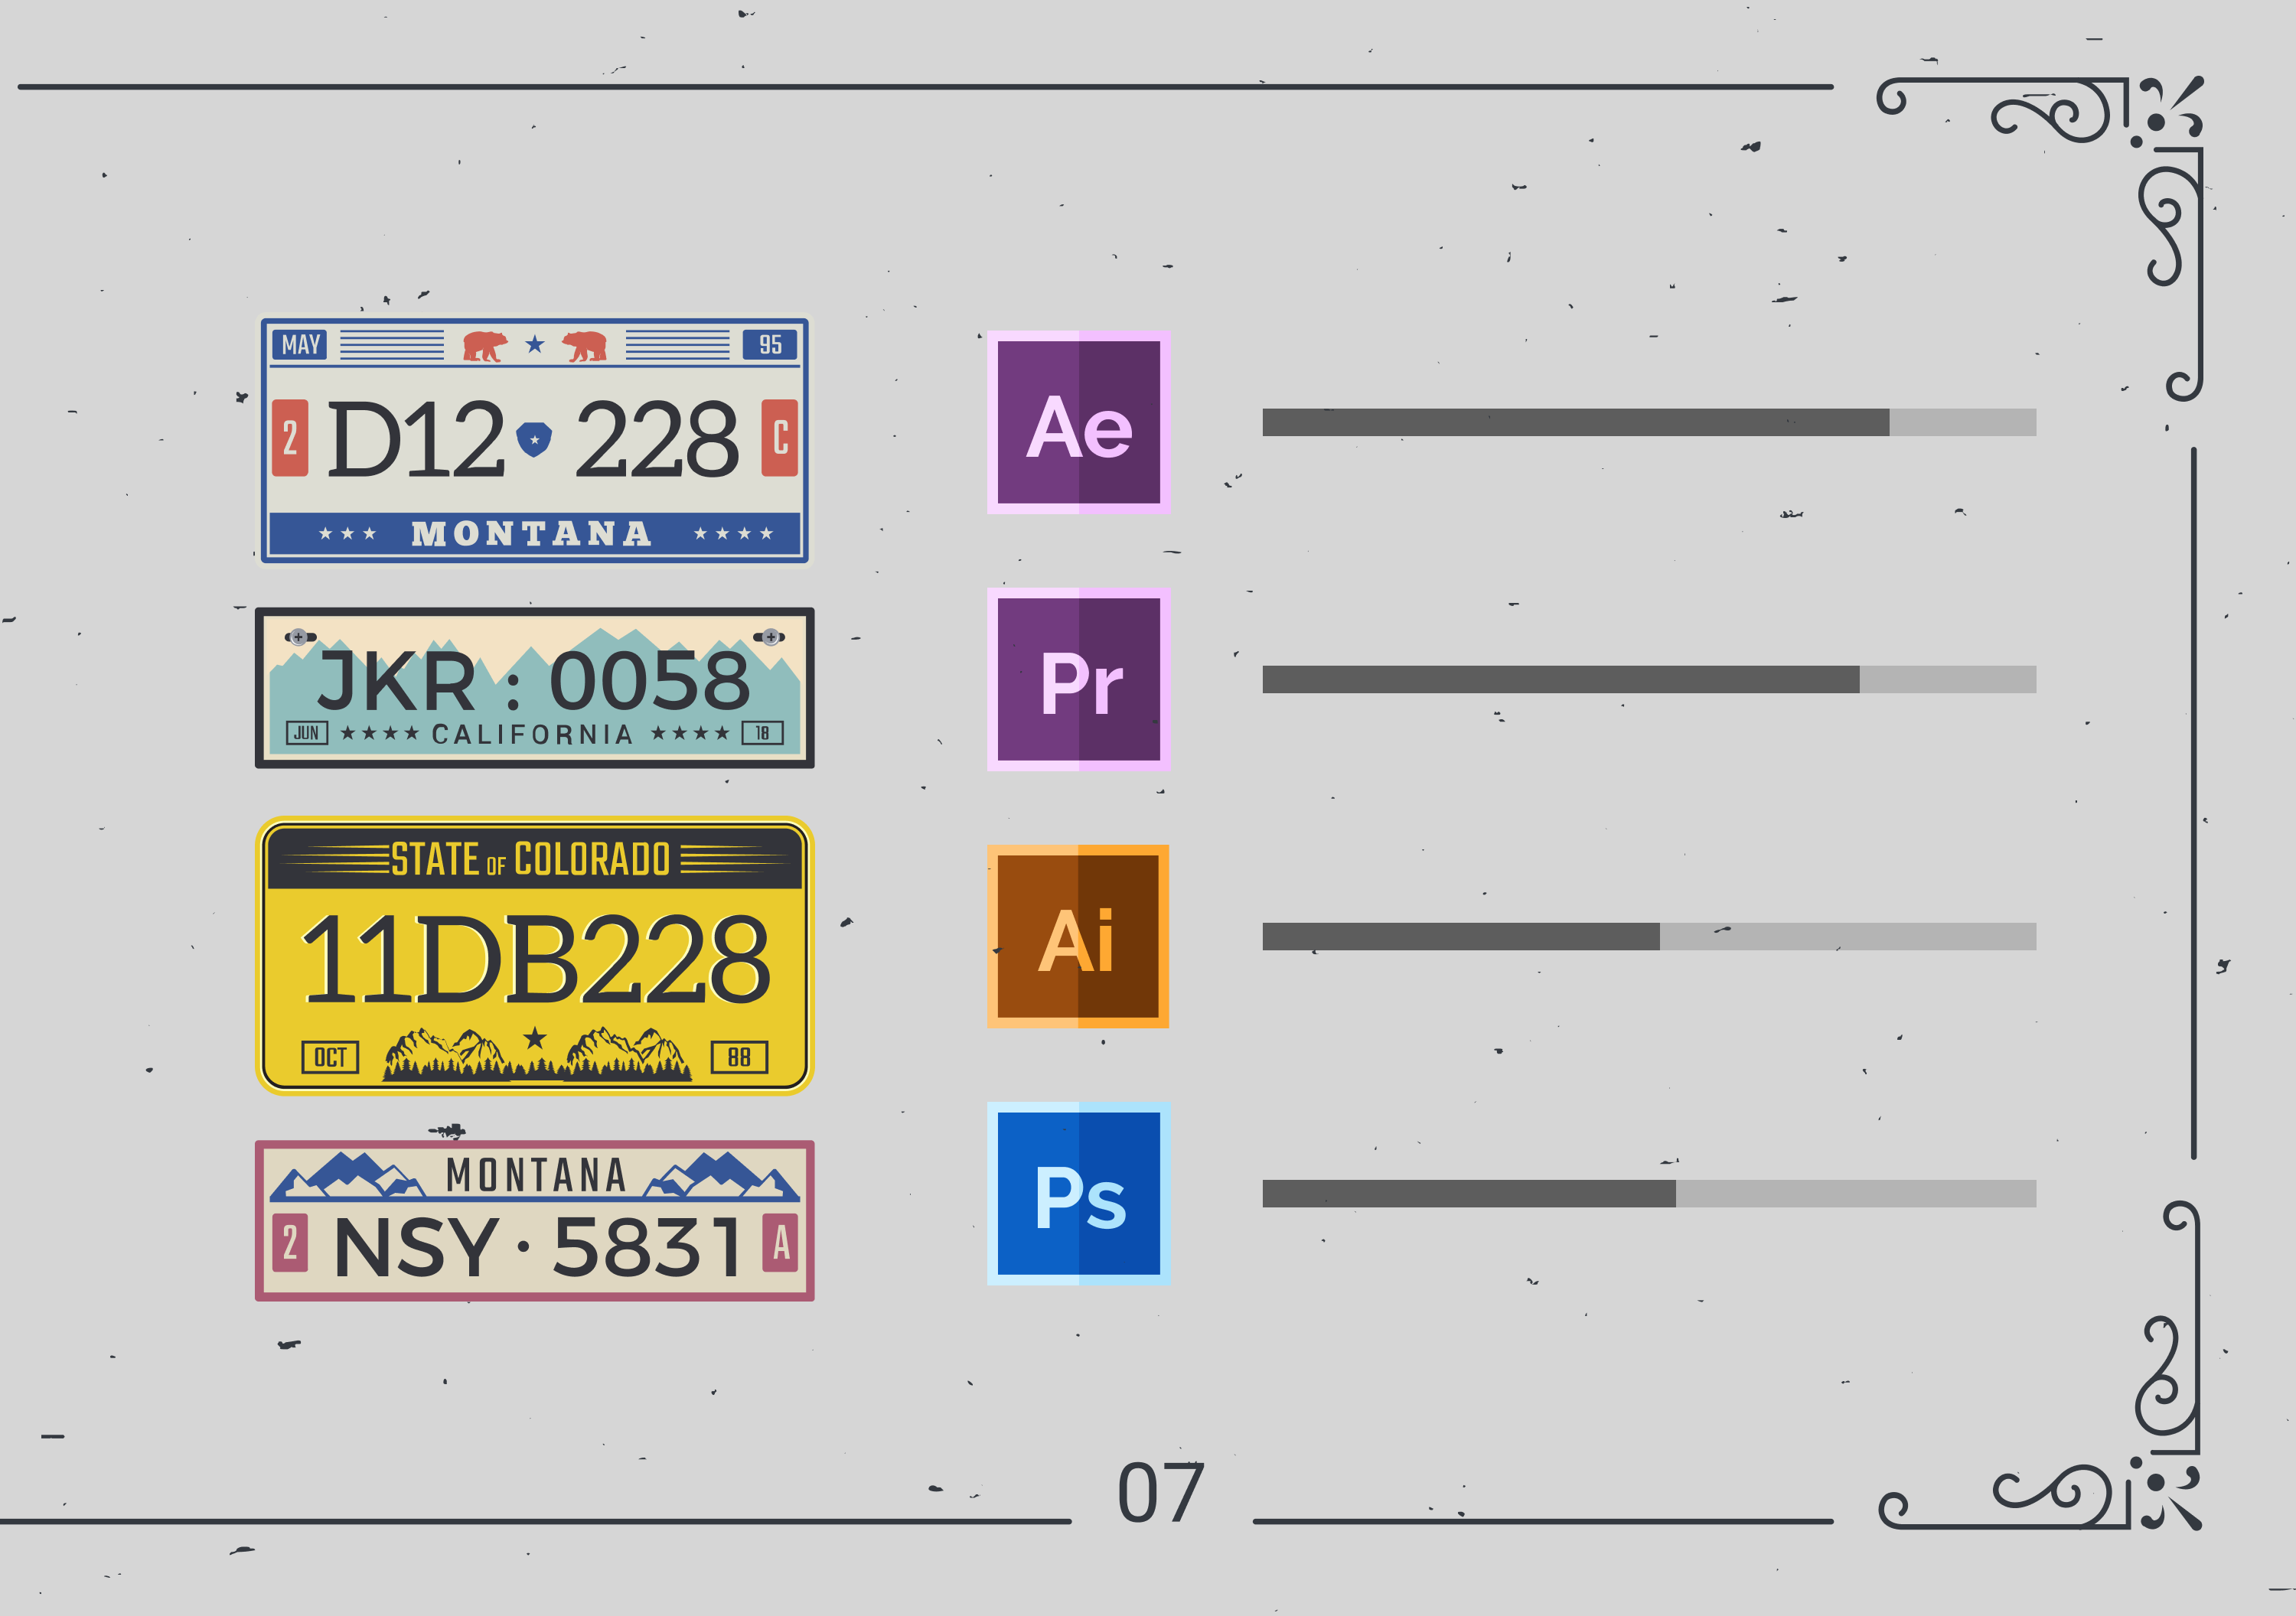 MAY 95
2 D12 228 C
MONTANA
JKR : 0058
JUN CALIFORNIA 18
STATE OF COLORADO
11DB228
OCT 88
MONTANA
2 NSY · 5831 A
Ae
Pr
Ai
Ps
07